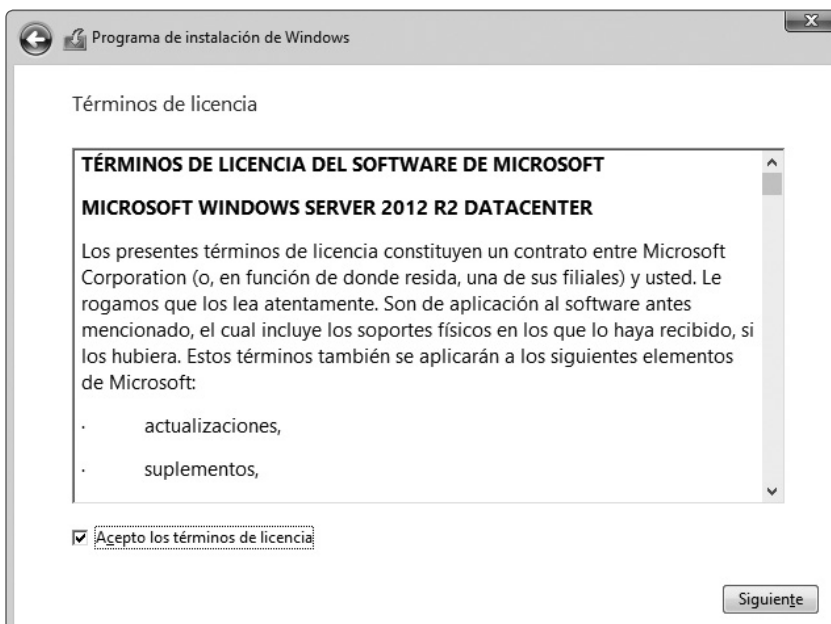 Programa de instalación de Windows
Términos de licencia
TÉRMINOS DE LICENCIA DEL SOFTWARE DE MICROSOFT
MICROSOFT WINDOWS SERVER 2012 R2 DATACENTER
Los presentes términos de licencia constituyen un contrato entre Microsoft
Corporation (o, en función de donde resida, una de sus filiales) y usted. Le
rogamos que los lea atentamente. Son de aplicación al software antes
mencionado, el cual incluye los soportes físicos en los que lo haya recibido, si
los hubiera. Estos términos también se aplicarán a los siguientes elementos
de Microsoft:
· actualizaciones,
· suplementos,
Acepto los términos de licencia
Siguiente